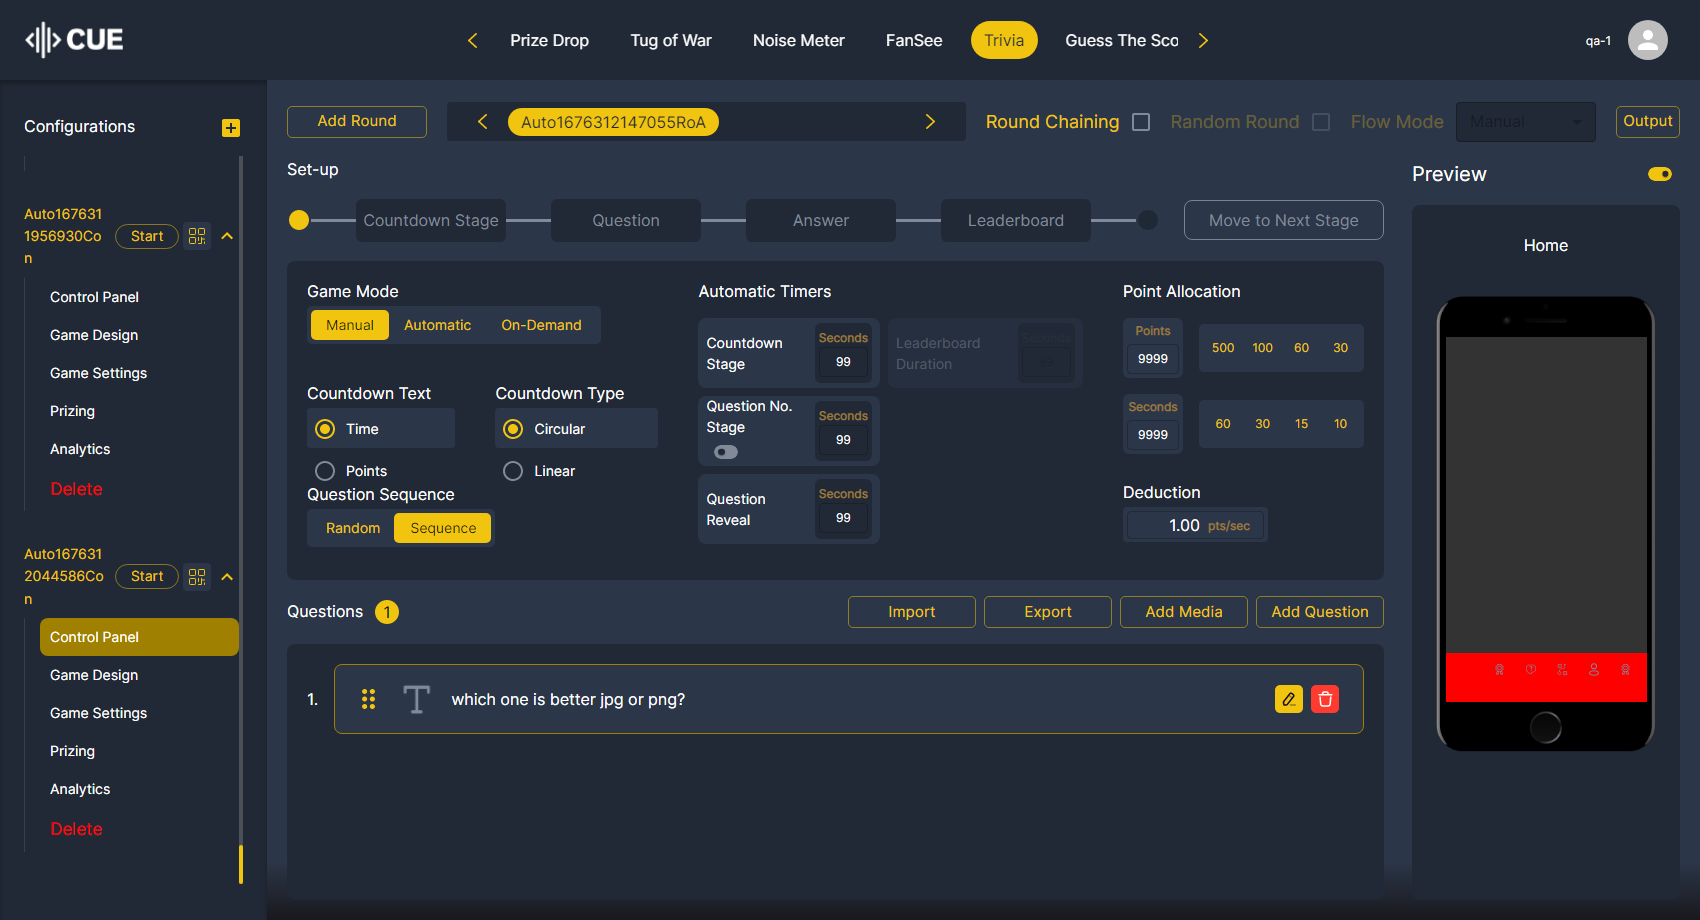 CUE
Prize Drop
Tug of War
Noise Meter
FanSee
Trivia
Guess The Sco
qa-1
Configurations
Auto167631
1956930Co
n
Start
Control Panel
Game Design
Game Settings
Prizing
Analytics
Delete
Auto167631
2044586Co
n
Start
Control Panel
Game Design
Game Settings
Prizing
Analytics
Delete
Add Round
Auto1676312147055RoA
Round Chaining
Random Round
Flow Mode
Manual
Output
Set-up
Countdown Stage
Question
Answer
Leaderboard
Move to Next Stage
Game Mode
Manual
Automatic
On-Demand
Countdown Text
Time
Points
Countdown Type
Circular
Linear
Question Sequence
Random
Sequence
Automatic Timers
Countdown
Stage
Seconds
99
Leaderboard
Duration
Seconds
Question No.
Stage
Seconds
99
Question
Reveal
Seconds
99
Point Allocation
Points
9999
500
100
60
30
Seconds
9999
60
30
15
10
Deduction
1.00 pts/sec
Questions 1
Import
Export
Add Media
Add Question
1.
T
which one is better jpg or png?
Preview
Home